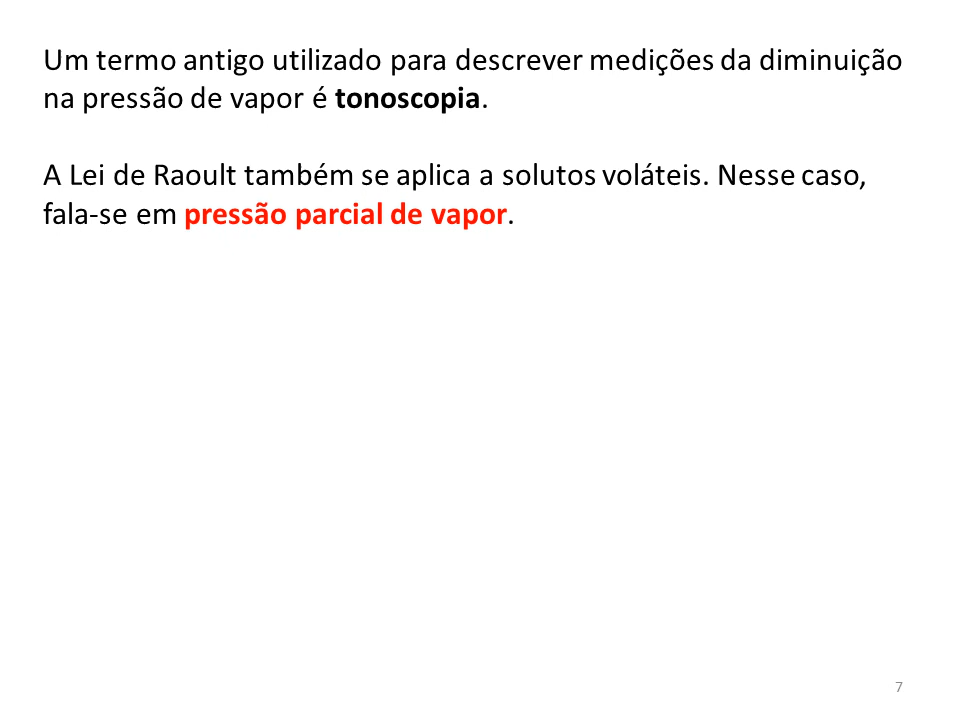 Um termo antigo utilizado para descrever medições da diminuição
na pressão de vapor é tonoscopia.
A Lei de Raoult também se aplica a solutos voláteis. Nesse caso,
fala-se em pressão parcial de vapor.
7